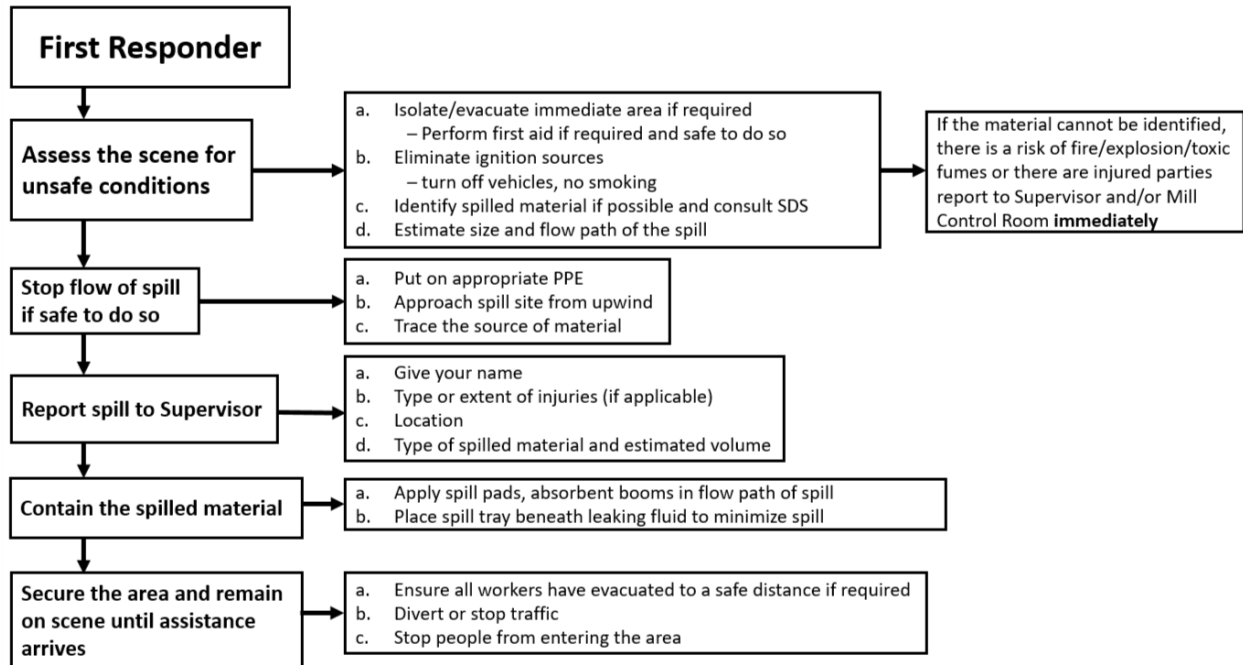 First Responder
Assess the scene for
unsafe conditions
a. Isolate/evacuate immediate area if required
– Perform first aid if required and safe to do so
b. Eliminate ignition sources
– turn off vehicles, no smoking
c. Identify spilled material if possible and consult SDS
d. Estimate size and flow path of the spill
If the material cannot be identified,
there is a risk of fire/explosion/toxic
fumes or there are injured parties
report to Supervisor and/or Mill
Control Room immediately
Stop flow of spill
if safe to do so
a. Put on appropriate PPE
b. Approach spill site from upwind
c. Trace the source of material
Report spill to Supervisor
a. Give your name
b. Type or extent of injuries (if applicable)
c. Location
d. Type of spilled material and estimated volume
Contain the spilled material
a. Apply spill pads, absorbent booms in flow path of spill
b. Place spill tray beneath leaking fluid to minimize spill
Secure the area and remain
on scene until assistance
arrives
a. Ensure all workers have evacuated to a safe distance if required
b. Divert or stop traffic
c. Stop people from entering the area